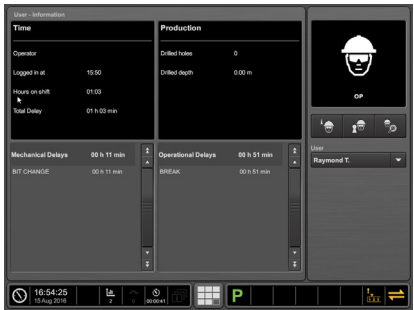 User - Information
Time
Operator
Logged in at 15:50
Hours on shift 01:03
Total Delay 01 h 03 min
Production
Drilled holes 0
Drilled depth 0.00 m
OP
User
Raymond T.
Mechanical Delays 00 h 11 min
BIT CHANGE 00 h 11 min
Operational Delays 00 h 51 min
BREAK 00 h 51 min
16:54:25
15 Aug 2016
2
0
00:00:41
P